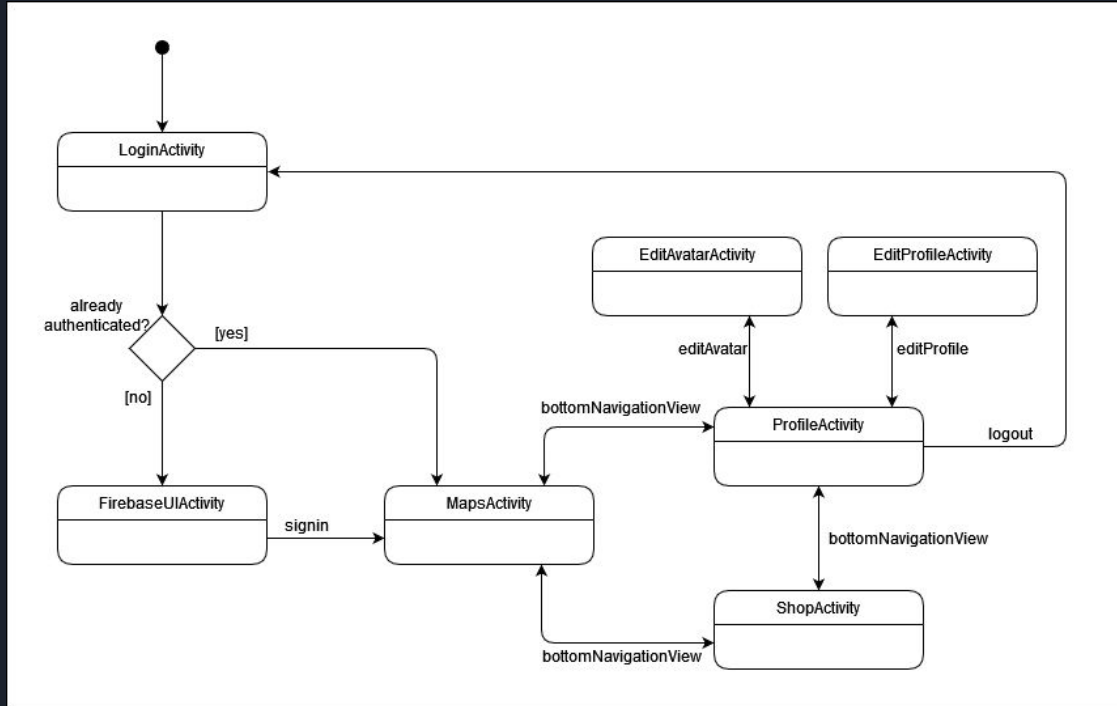 LoginActivity
EditAvatarActivity
EditProfileActivity
already
authenticated?
[yes]
editAvatar
editProfile
[no]
bottomNavigationView
ProfileActivity
logout
FirebaseUIActivity
signin
MapsActivity
bottomNavigationView
ShopActivity
bottomNavigationView